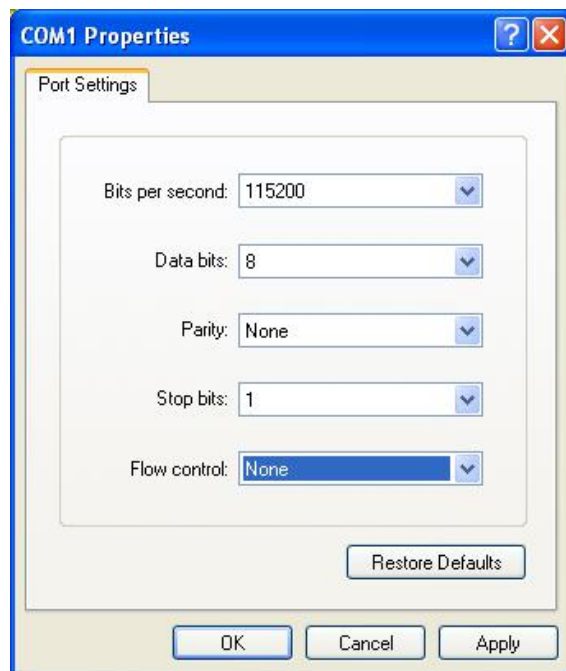 COM1 Properties
Port Settings
Bits per second: 115200
Data bits: 8
Parity: None
Stop bits: 1
Flow control: None
Restore Defaults
OK Cancel Apply